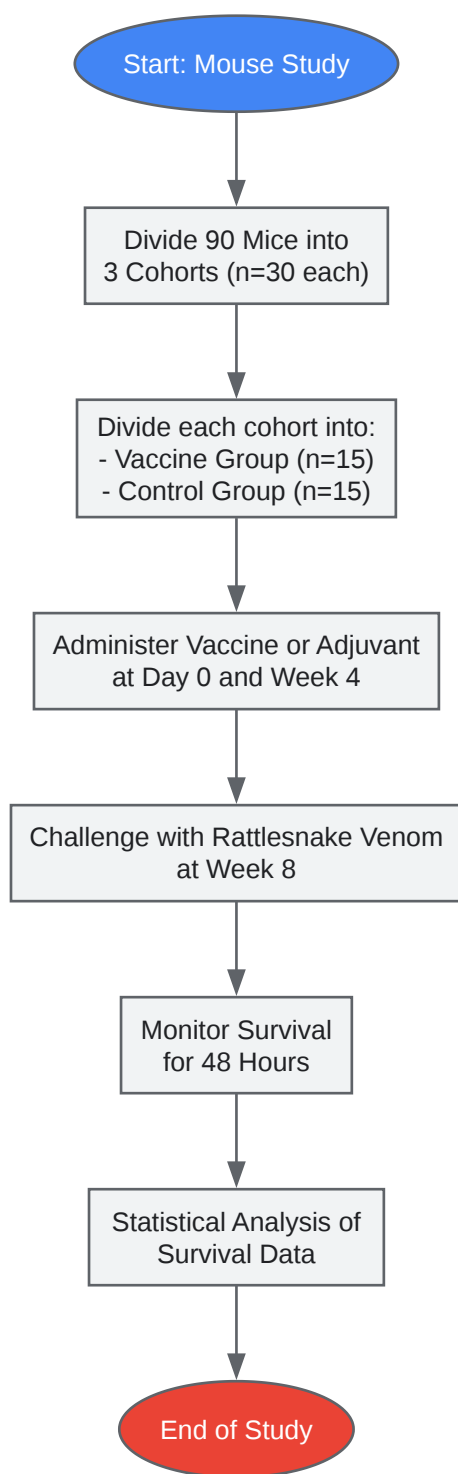 Start: Mouse Study
Divide 90 Mice into
3 Cohorts (n=30 each)
Divide each cohort into:
- Vaccine Group (n=15)
- Control Group (n=15)
Administer Vaccine or Adjuvant
at Day 0 and Week 4
Challenge with Rattlesnake Venom
at Week 8
Monitor Survival
for 48 Hours
Statistical Analysis of
Survival Data
End of Study